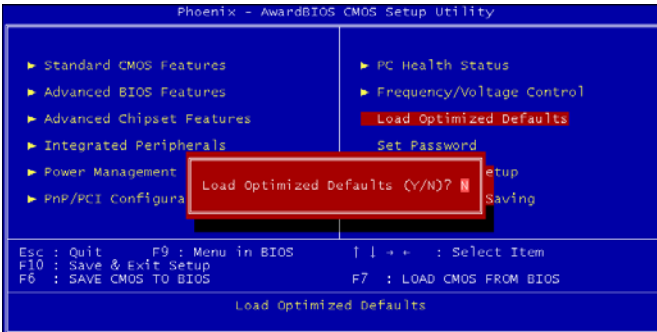 Phoenix - AwardBIOS CMOS Setup Utility
► Standard CMOS Features
► Advanced BIOS Features
► Advanced Chipset Features
► Integrated Peripherals
► Power Management
► PnP/PCI Configura
► PC Health Status
► Frequency/Voltage Control
Load Optimized Defaults
Set Password
etup
Saving
Load Optimized Defaults (Y/N)? N
Esc : Quit F9 : Menu in BIOS ↑ ↓ → ← : Select Item
F10 : Save & Exit Setup
F6 : SAVE CMOS TO BIOS F7 : LOAD CMOS FROM BIOS
Load Optimized Defaults